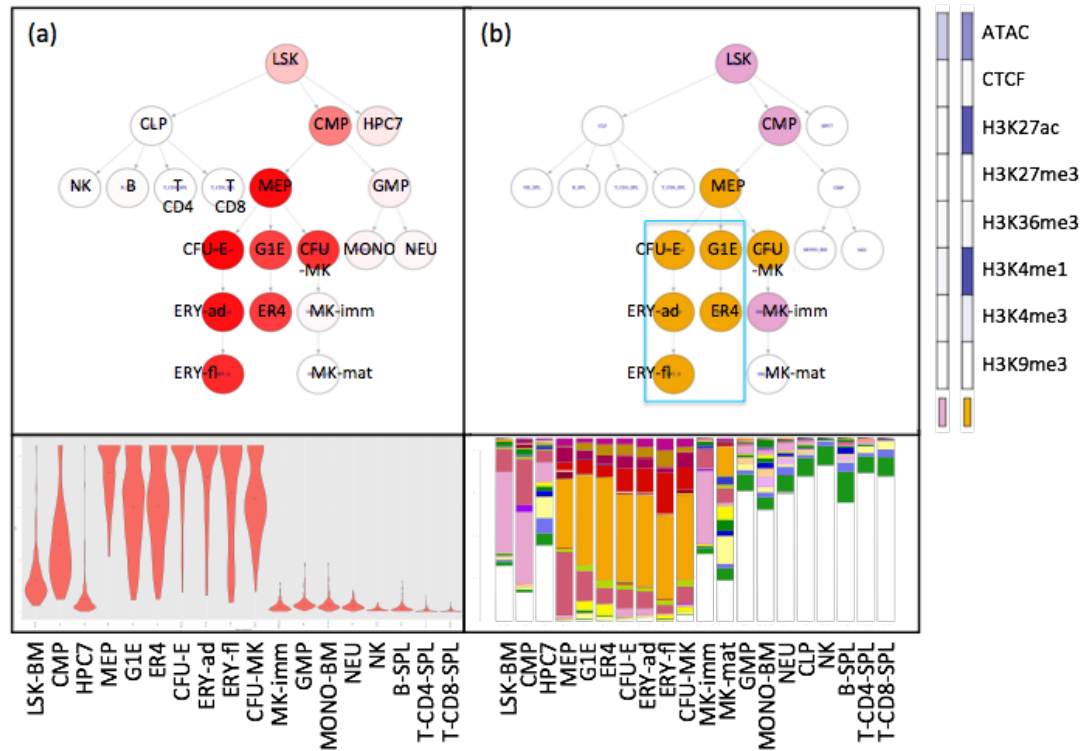 (a)
LSK
CLP
CMP
HPC7
NK
B
T
CD4
T
CD8
MEP
GMP
CFU-E
G1E
CFU
-MK
MONO
NEU
ERY-ad
ER4
MK-imm
ERY-fl
MK-mat
(b)
LSK
CMP
MEP
CFU-E
G1E
CFU
-MK
ERY-ad
ER4
MK-imm
ERY-fl
MK-mat
ATAC
CTCF
H3K27ac
H3K27me3
H3K36me3
H3K4me1
H3K4me3
H3K9me3
LSK-BM
CMP
HPC7
MEP
G1E
ER4
CFU-E
ERY-ad
ERY-fl
CFU-MK
MK-imm
GMP
MONO-BM
NEU
NK
B-SPL
T-CD4-SPL
T-CD8-SPL
LSK-BM
CMP
HPC7
MEP
G1E
ER4
CFU-E
ERY-ad
ERY-fl
CFU-MK
MK-imm
MK-mat
GMP
MONO-BM
NEU
CLP
NK
B-SPL
T-CD4-SPL
T-CD8-SPL